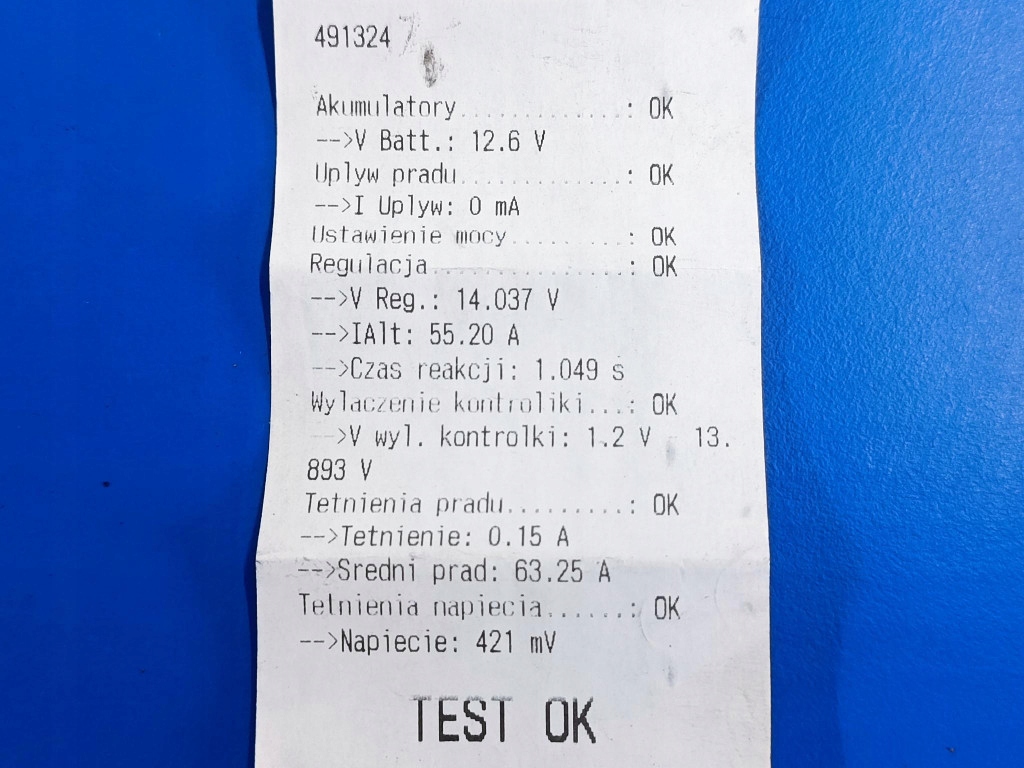 491324
Akumulatory.............: OK
-->V Batt.: 12.6 V
Uplyw pradu.............: OK
-->I Uplyw: 0 mA
Ustawienie mocy.........: OK
Regulacja...............: OK
-->V Reg.: 14.037 V
-->IAlt: 55.20 A
-->Czas reakcji: 1.049 s
Wylaczenie kontroliki...: OK
-->V wyl. kontrolki: 1.2 V   13.
893 V
Tetnienia pradu.........: OK
-->Tetnienie: 0.15 A
-->Sredni prad: 63.25 A
Tetnienia napiecia......: OK
-->Napiecie: 421 mV
TEST OK